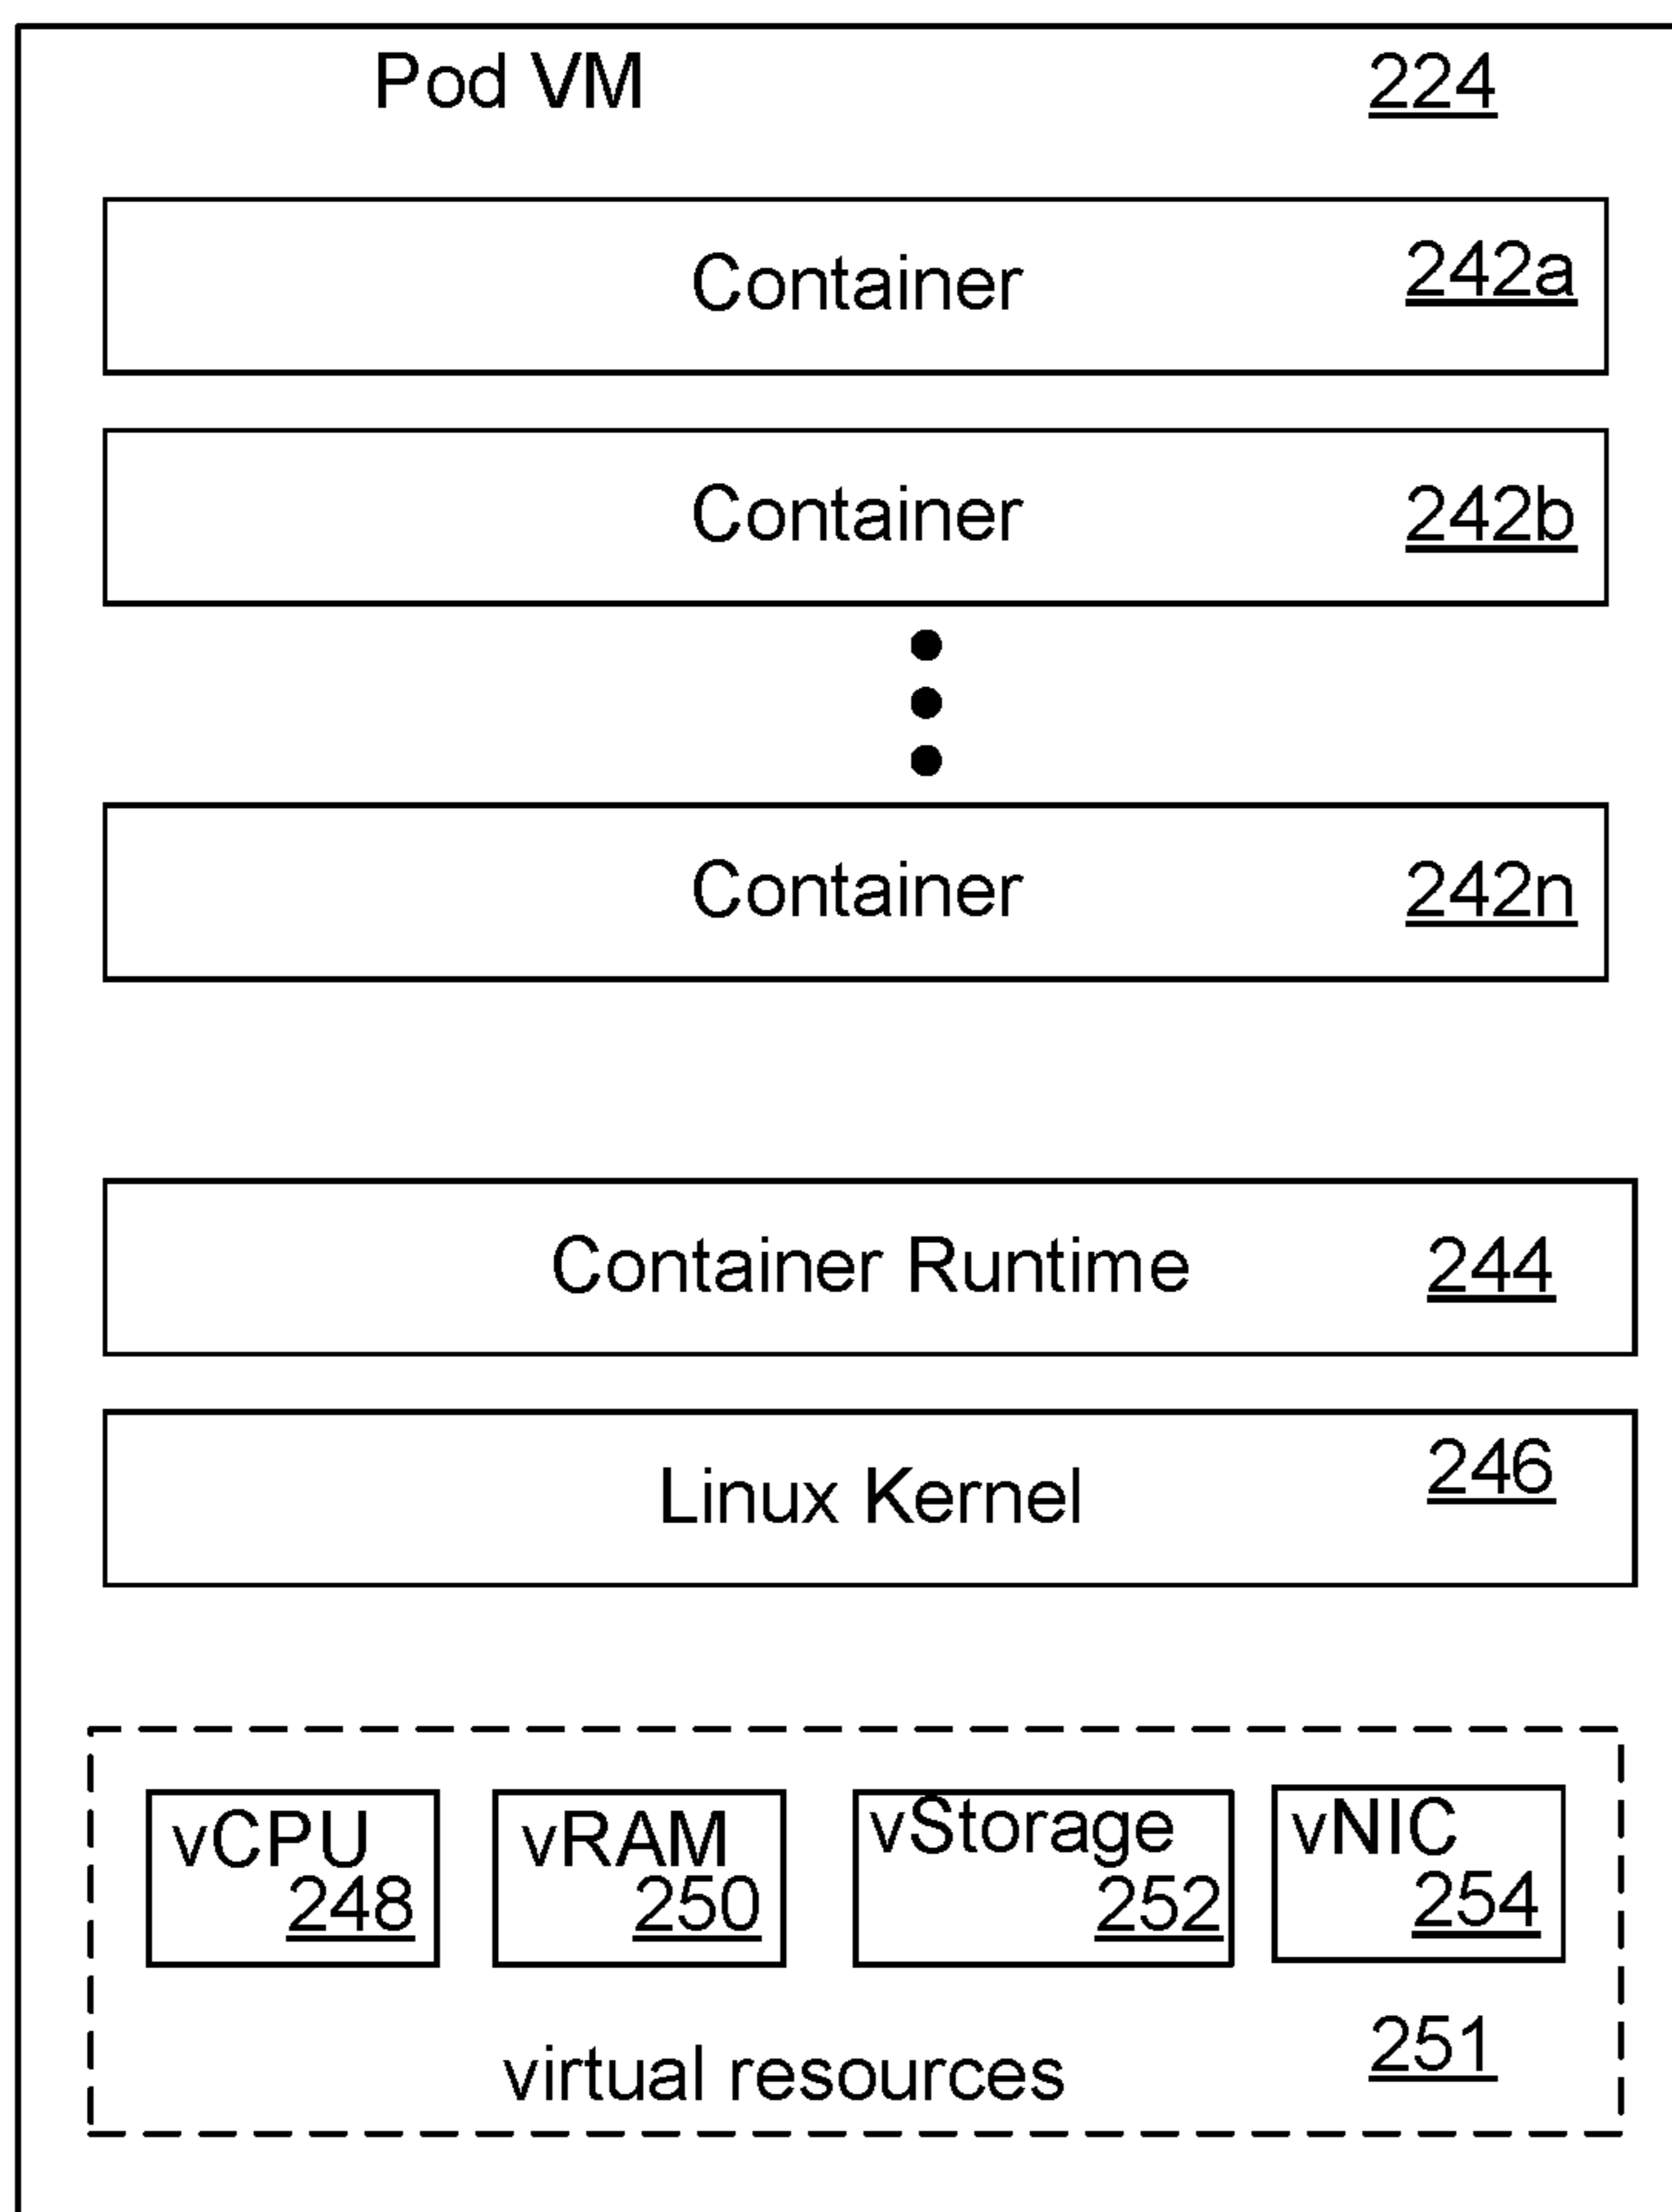 Pod VM 224
Container 242a
Container 242b
Container 242n
Container Runtime 244
Linux Kernel 246
vCPU 248
vRAM 250
vStorage 252
vNIC 254
virtual resources 251